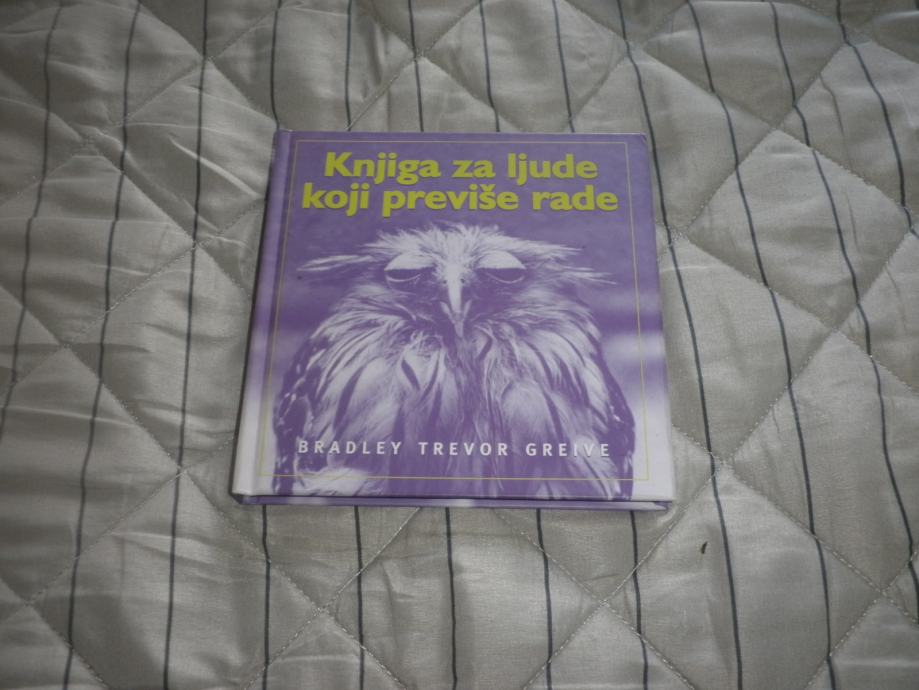 Knjiga za ljude
koji previše rade
BRADLEY TREVOR GREIVE